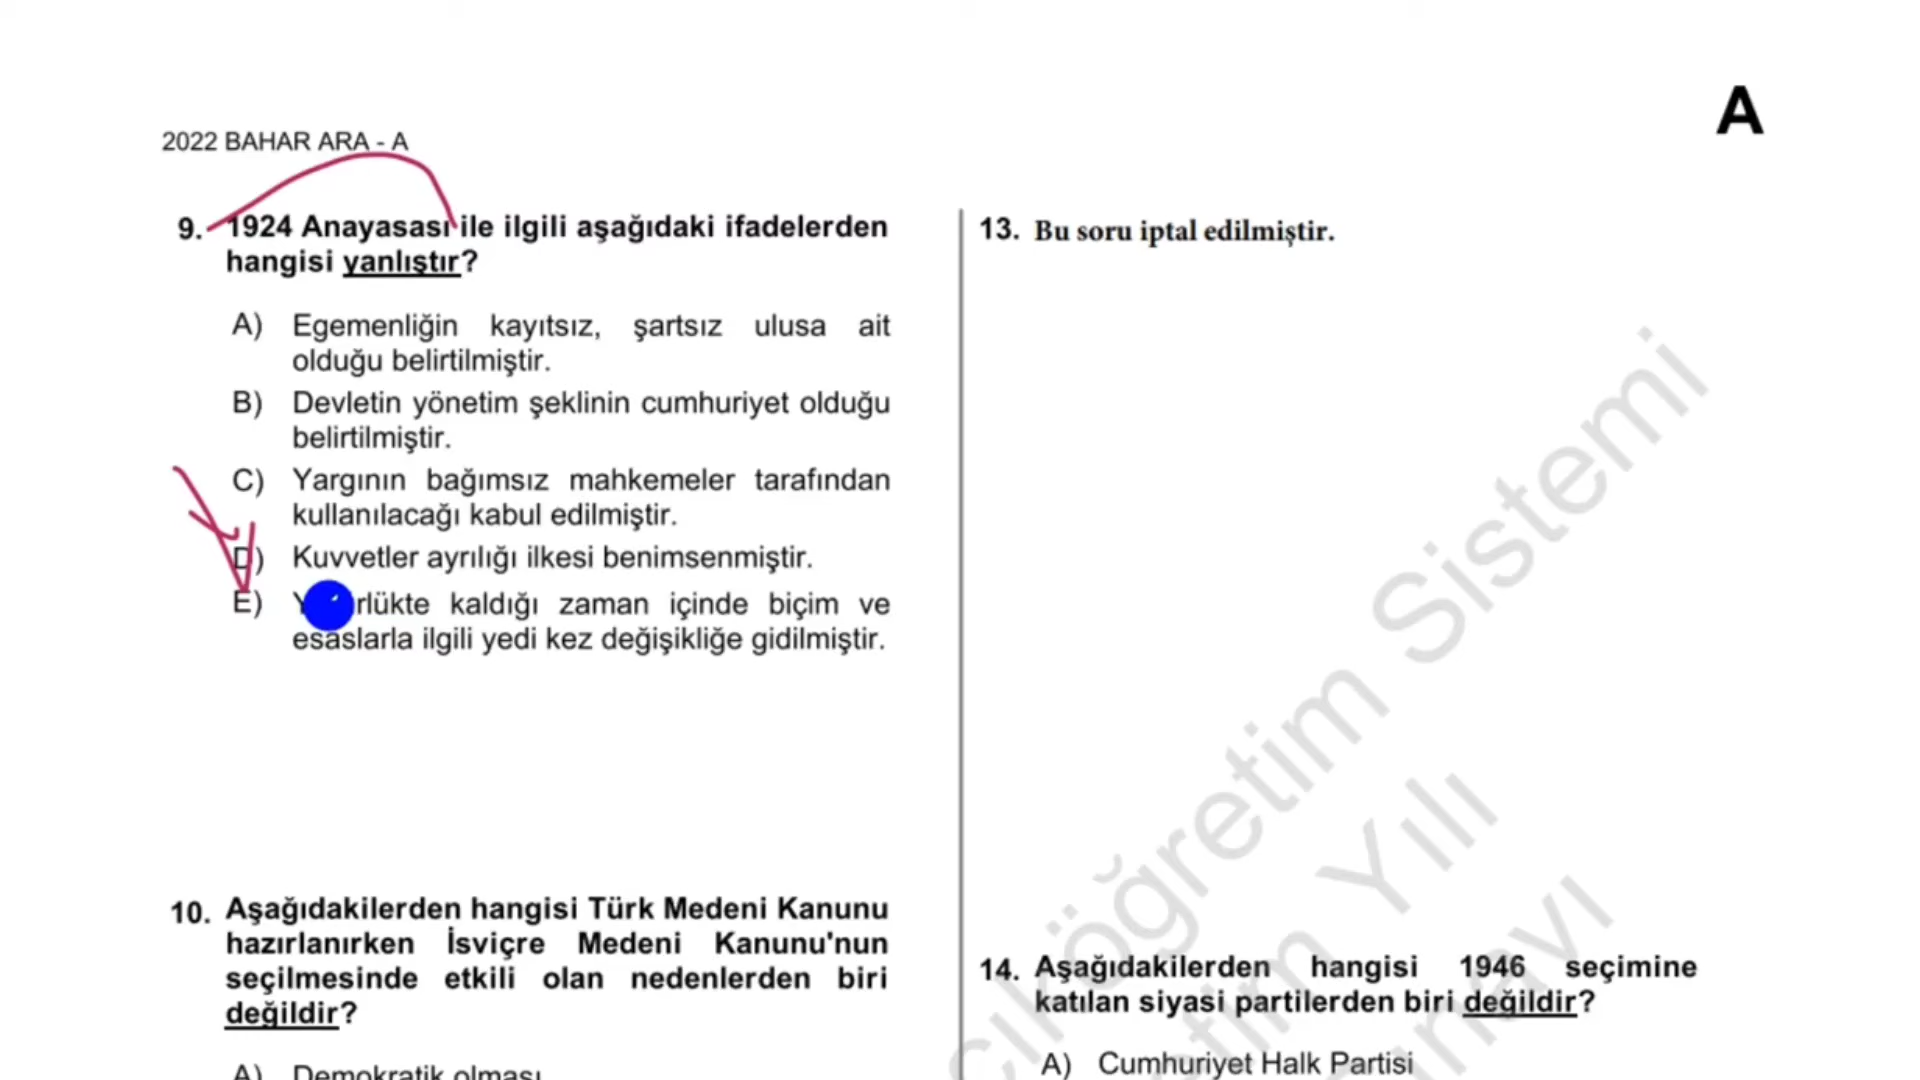 A
2022 BAHAR ARA - A
9. 1924 Anayasası ile ilgili aşağıdaki ifadelerden
hangisi yanlıştır?
A) Egemenliğin kayıtsız, şartsız ulusa ait
olduğu belirtilmiştir.
B) Devletin yönetim şeklinin cumhuriyet olduğu
belirtilmiştir.
C) Yargının bağımsız mahkemeler tarafından
kullanılacağı kabul edilmiştir.
D) Kuvvetler ayrılığı ilkesi benimsenmiştir.
E) kaldığı zaman içinde biçim ve
esaslarla ilgili yedi kez değişikliğe gidilmiştir.
10. Aşağıdakilerden hangisi Türk Medeni Kanunu
hazırlanırken İsviçre Medeni Kanunu'nun
seçilmesinde etkili olan nedenlerden biri
değildir?
A) Demokratik olması
13. Bu soru iptal edilmiştir.
14. Aşağıdakilerden hangisi 1946 seçimine
katılan siyasi partilerden biri değildir?
A) Cumhuriyet Halk Partisi
Sistemi
Yılı